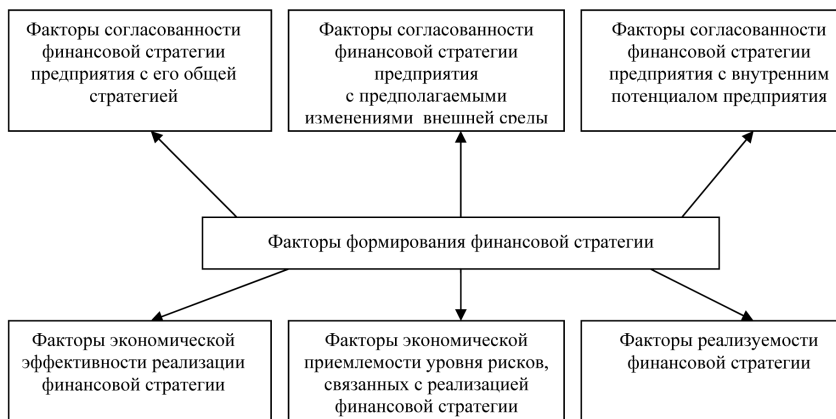 Факторы согласованности
финансовой стратегии
предприятия с его общей
стратегией
Факторы согласованности
финансовой стратегии
предприятия
с предполагаемыми
изменениями внешней среды
Факторы согласованности
финансовой стратегии
предприятия с внутренним
потенциалом предприятия
Факторы формирования финансовой стратегии
Факторы экономической
эффективности реализации
финансовой стратегии
Факторы экономической
приемлемости уровня рисков,
связанных с реализацией
финансовой стратегии
Факторы реализуемости
финансовой стратегии